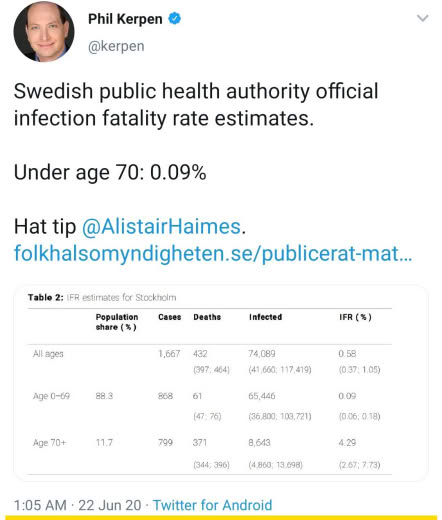 Phil Kerpen
@kerpen
Swedish public health authority official
infection fatality rate estimates.
Under age 70: 0.09%
Hat tip @AlistairHaimes.
folkhalsomyndigheten.se/publicerat-mat...
Table 2: IFR estimates for Stockholm
Population share (%) Cases Deaths Infected IFR (%)
All ages 1,667 432 74,089 0.58
(397; 464) (41,660; 117,419) (0.37; 1.05)
Age 0-69 88.3 868 61 65,446 0.09
(47; 76) (36,800; 103,721) (0.06; 0.18)
Age 70+ 11.7 799 371 8,643 4.29
(344; 396) (4,860; 13,698) (2.67; 7.73)
1:05 AM · 22 Jun 20 · Twitter for Android